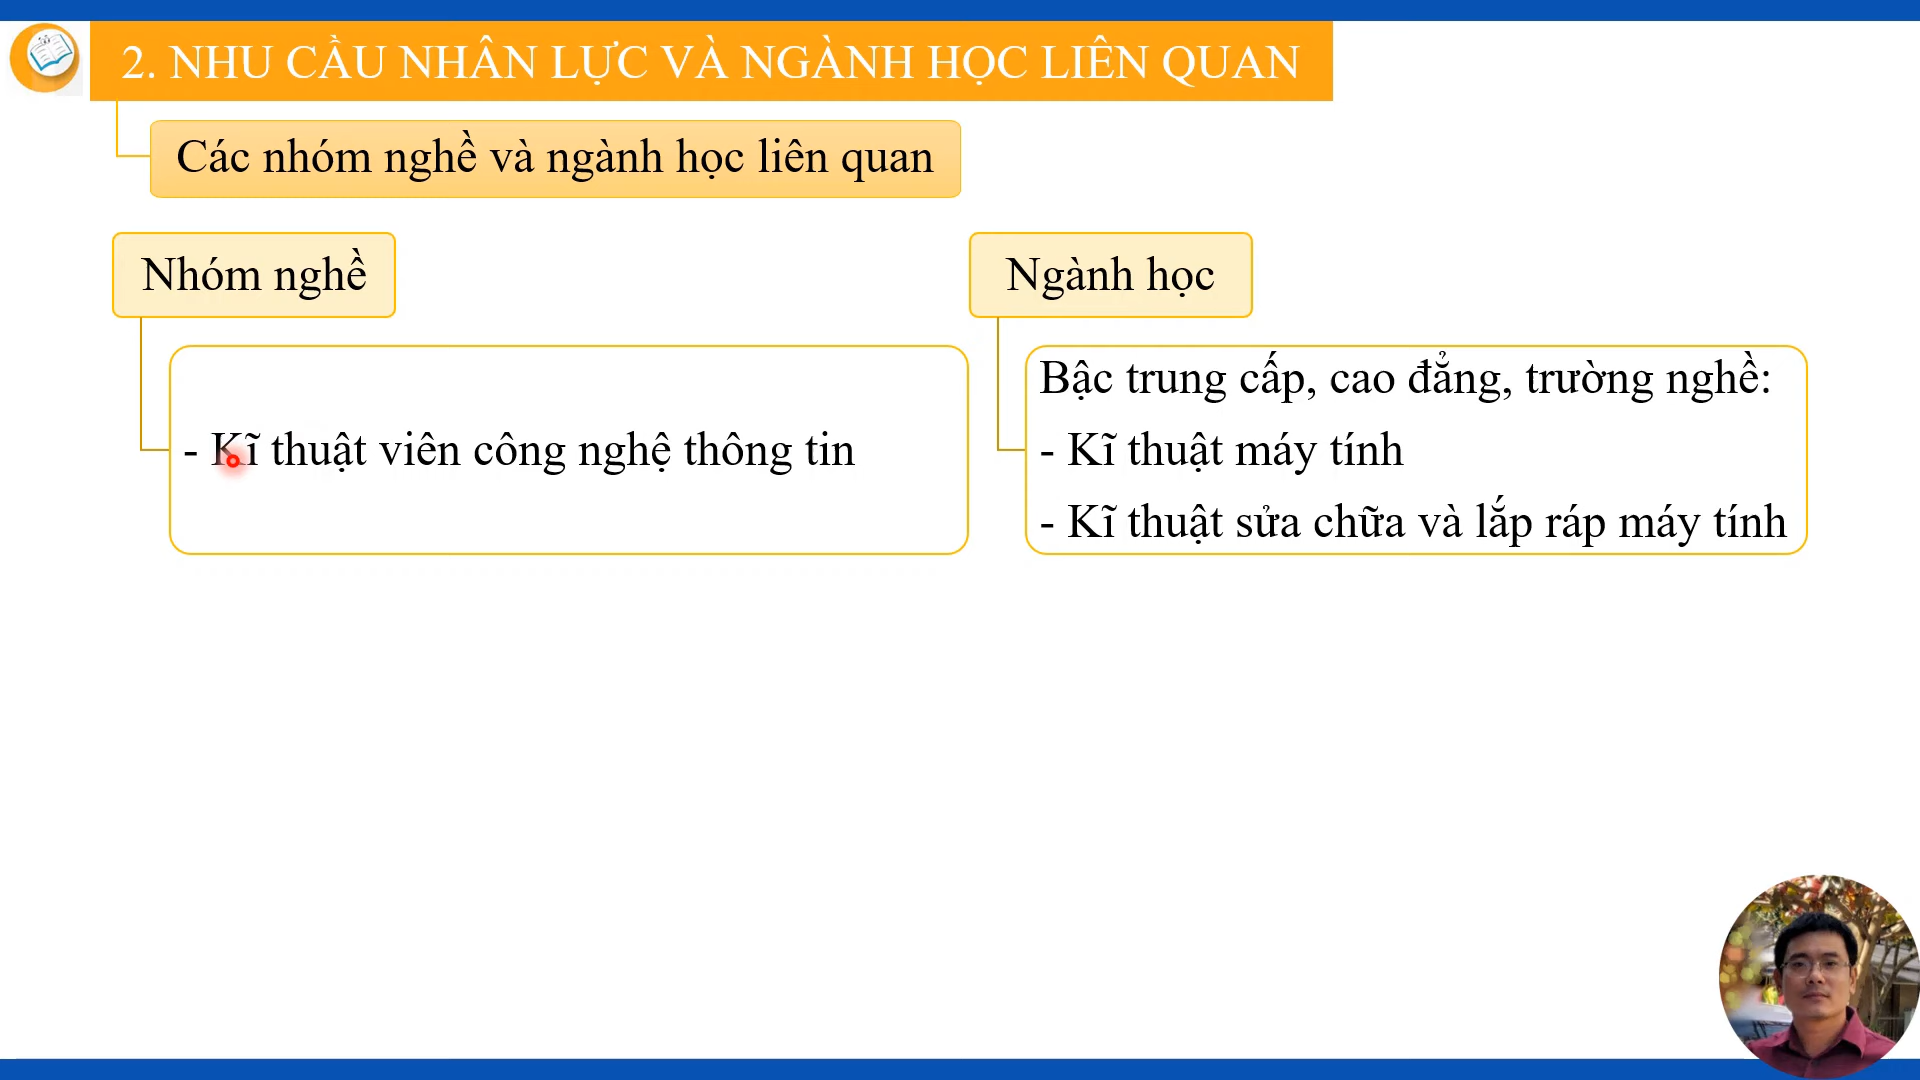 2. NHU CẦU NHÂN LỰC VÀ NGÀNH HỌC LIÊN QUAN
Các nhóm nghề và ngành học liên quan
Nhóm nghề
- Kĩ thuật viên công nghệ thông tin
Ngành học
Bậc trung cấp, cao đẳng, trường nghề:
- Kĩ thuật máy tính
- Kĩ thuật sửa chữa và lắp ráp máy tính